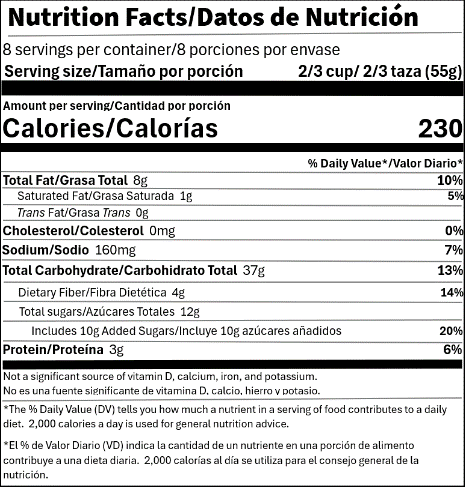 Nutrition Facts/Datos de Nutrición
8 servings per container/8 porciones por envase
Serving size/Tamaño por porción 2/3 cup/ 2/3 taza (55g)
Amount per serving/Cantidad por porción
Calories/Calorías 230
% Daily Value*/Valor Diario*
Total Fat/Grasa Total 8g 10%
Saturated Fat/Grasa Saturada 1g 5%
Trans Fat/Grasa Trans 0g
Cholesterol/Colesterol 0mg 0%
Sodium/Sodio 160mg 7%
Total Carbohydrate/Carbohidrato Total 37g 13%
Dietary Fiber/Fibra Dietética 4g 14%
Total sugars/Azúcares Totales 12g
Includes 10g Added Sugars/Incluye 10g azúcares añadidos 20%
Protein/Proteína 3g 6%
Not a significant source of vitamin D, calcium, iron, and potassium.
No es una fuente significante de vitamina D, calcio, hierro y potasio.
*The % Daily Value (DV) tells you how much a nutrient in a serving of food contributes to a daily
diet. 2,000 calories a day is used for general nutrition advice.
*El % de Valor Diario (VD) indica la cantidad de un nutriente en una porción de alimento
contribuye a una dieta diaria. 2,000 calorías al día se utiliza para el consejo general de la
nutrición.